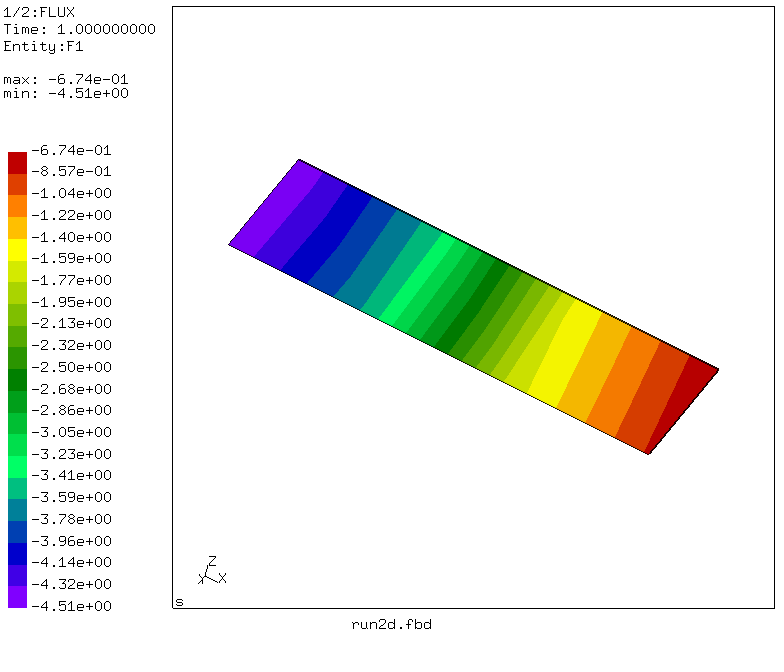 1/2:FLUX
Time: 1.000000000
Entity:F1
max: -6.74e-01
min: -4.51e+00
-6.74e-01
-8.57e-01
-1.04e+00
-1.22e+00
-1.40e+00
-1.59e+00
-1.77e+00
-1.95e+00
-2.13e+00
-2.32e+00
-2.50e+00
-2.68e+00
-2.86e+00
-3.05e+00
-3.23e+00
-3.41e+00
-3.59e+00
-3.78e+00
-3.96e+00
-4.14e+00
-4.32e+00
-4.51e+00
Z
Y X
s
run2d.fbd